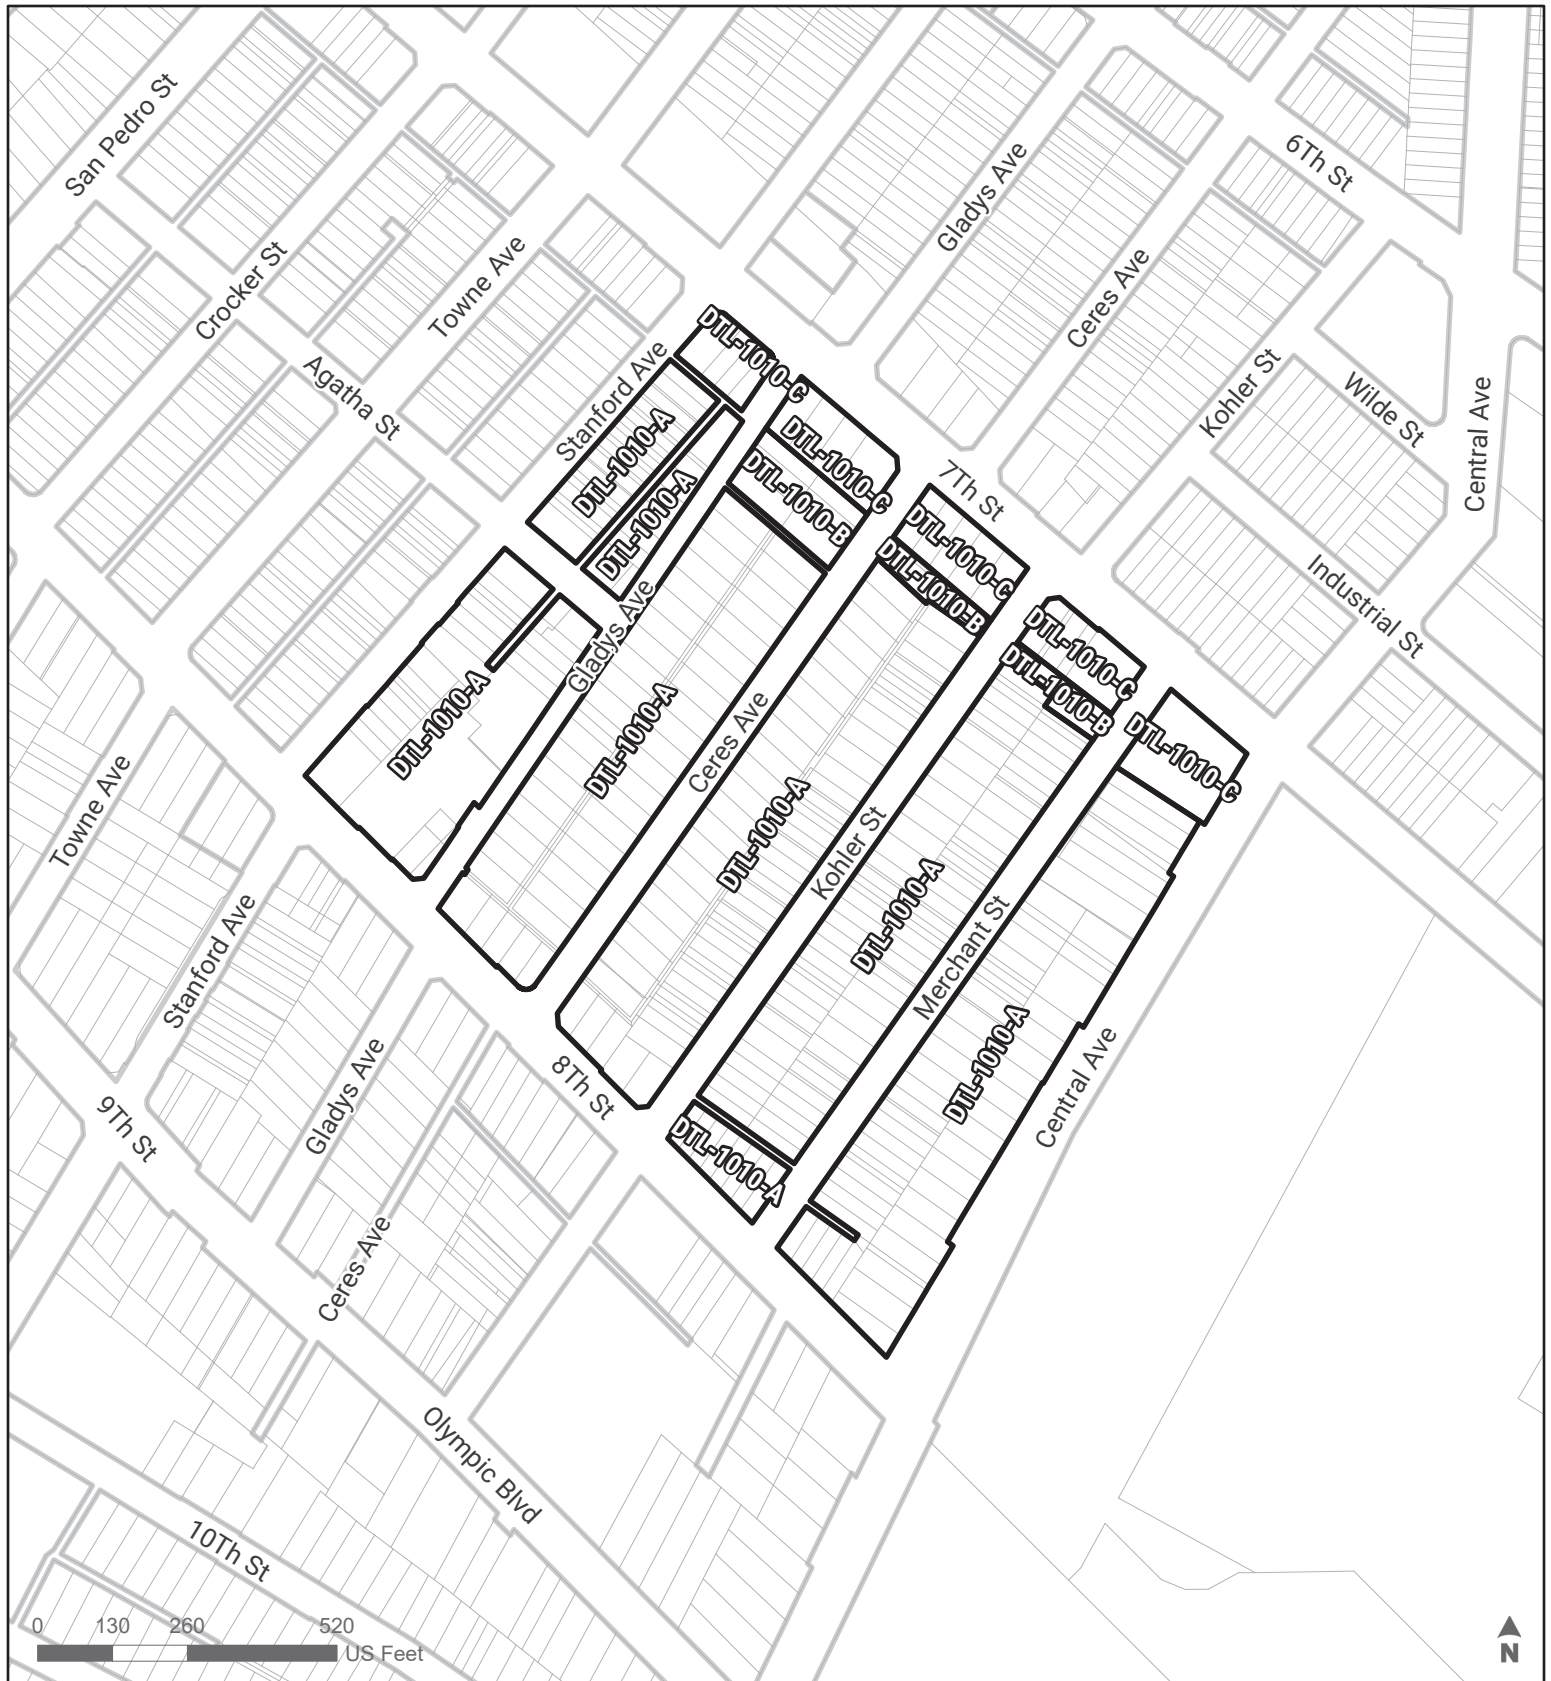 San Pedro St
6Th St
Gladys Ave
Crocker St
Towne Ave
Ceres Ave
DTL-1010-C
Agatha St
Stanford Ave
Kohler St
Wilde St
Central Ave
DTL-1010-A
DTL-1010-C
DTL-1010-B
7Th St
DTL-1010-A
DTL-1010-C
DTL-1010-B
Industrial St
Gladys Ave
DTL-1010-C
DTL-1010-B
DTL-1010-A
DTL-1010-A
Ceres Ave
DTL-1010-C
Towne Ave
DTL-1010-A
Kohler St
DTL-1010-A
Stanford Ave
Merchant St
DTL-1010-A
Central Ave
Gladys Ave
8Th St
9Th St
DTL-1010-A
Ceres Ave
Olympic Blvd
10Th St
0 130 260 520
US Feet
N